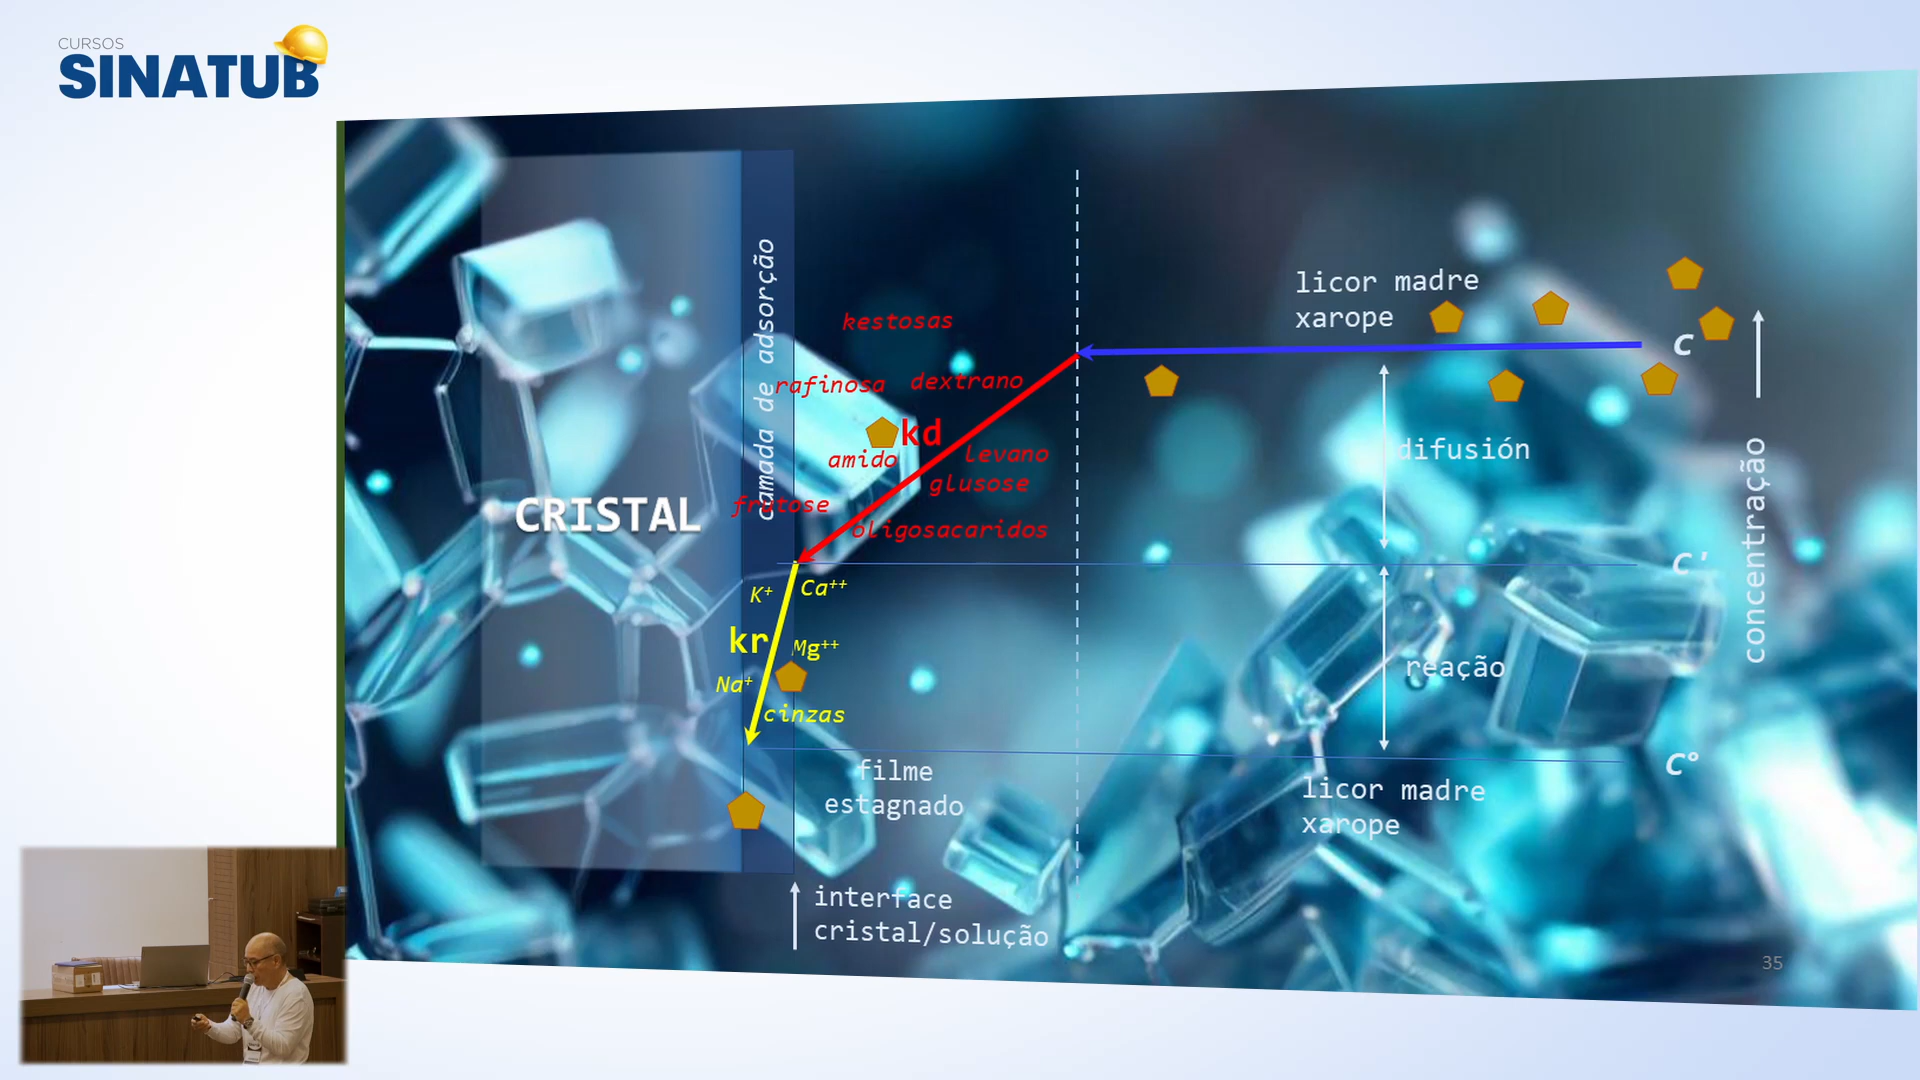 CURSOS
SINATUB
CRISTAL
camada de adsorção
kestosas
rafinosa
dextrano
kd
amido
Levano
glusose
frutose
oligosacaridos
K⁺
Ca⁺⁺
kr
Mg⁺⁺
Na⁺
cinzas
filme
estagnado
interface
cristal/solução
licor madre
xarope
C
difusión
C'
reação
C°
licor madre
xarope
concentração
35